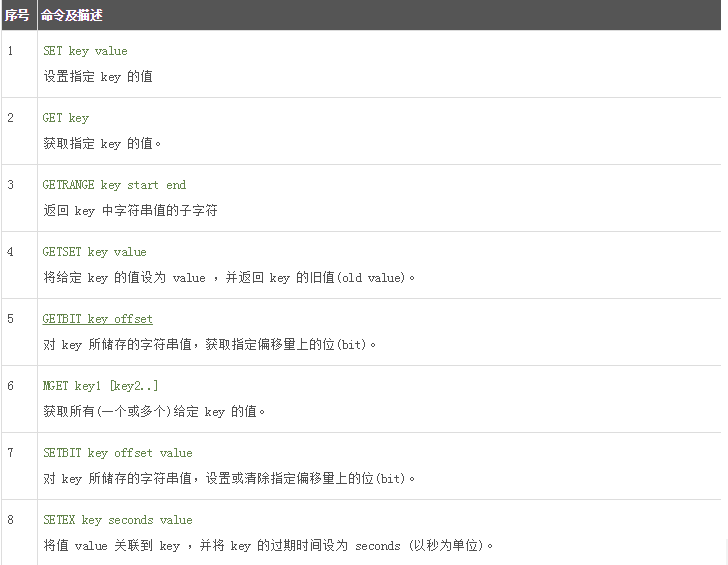 序号 命令及描述
1 SET key value
设置指定 key 的值
2 GET key
获取指定 key 的值。
3 GETRANGE key start end
返回 key 中字符串值的子字符
4 GETSET key value
将给定 key 的值设为 value ，并返回 key 的旧值(old value)。
5 GETBIT key offset
对 key 所储存的字符串值，获取指定偏移量上的位(bit)。
6 MGET key1 [key2..]
获取所有(一个或多个)给定 key 的值。
7 SETBIT key offset value
对 key 所储存的字符串值，设置或清除指定偏移量上的位(bit)。
8 SETEX key seconds value
将值 value 关联到 key ，并将 key 的过期时间设为 seconds (以秒为单位)。